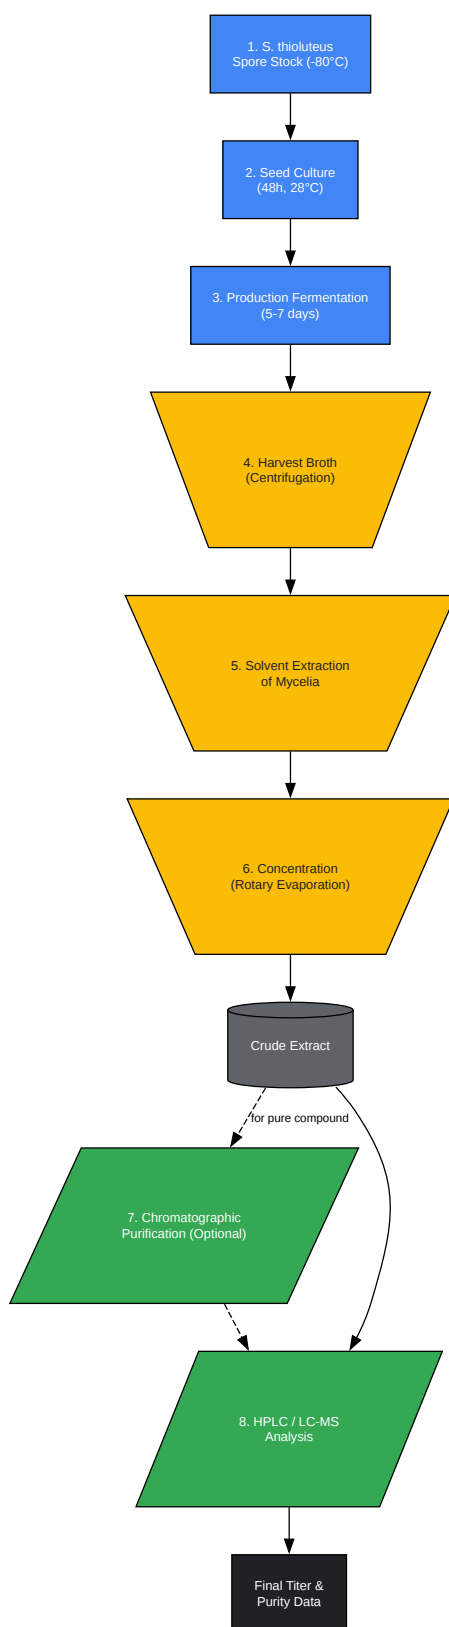 1. S. thioluteus
Spore Stock (-80°C)
2. Seed Culture
(48h, 28°C)
3. Production Fermentation
(5-7 days)
4. Harvest Broth
(Centrifugation)
5. Solvent Extraction
of Mycelia
6. Concentration
(Rotary Evaporation)
Crude Extract
for pure compound
7. Chromatographic
Purification (Optional)
8. HPLC / LC-MS
Analysis
Final Titer &
Purity Data